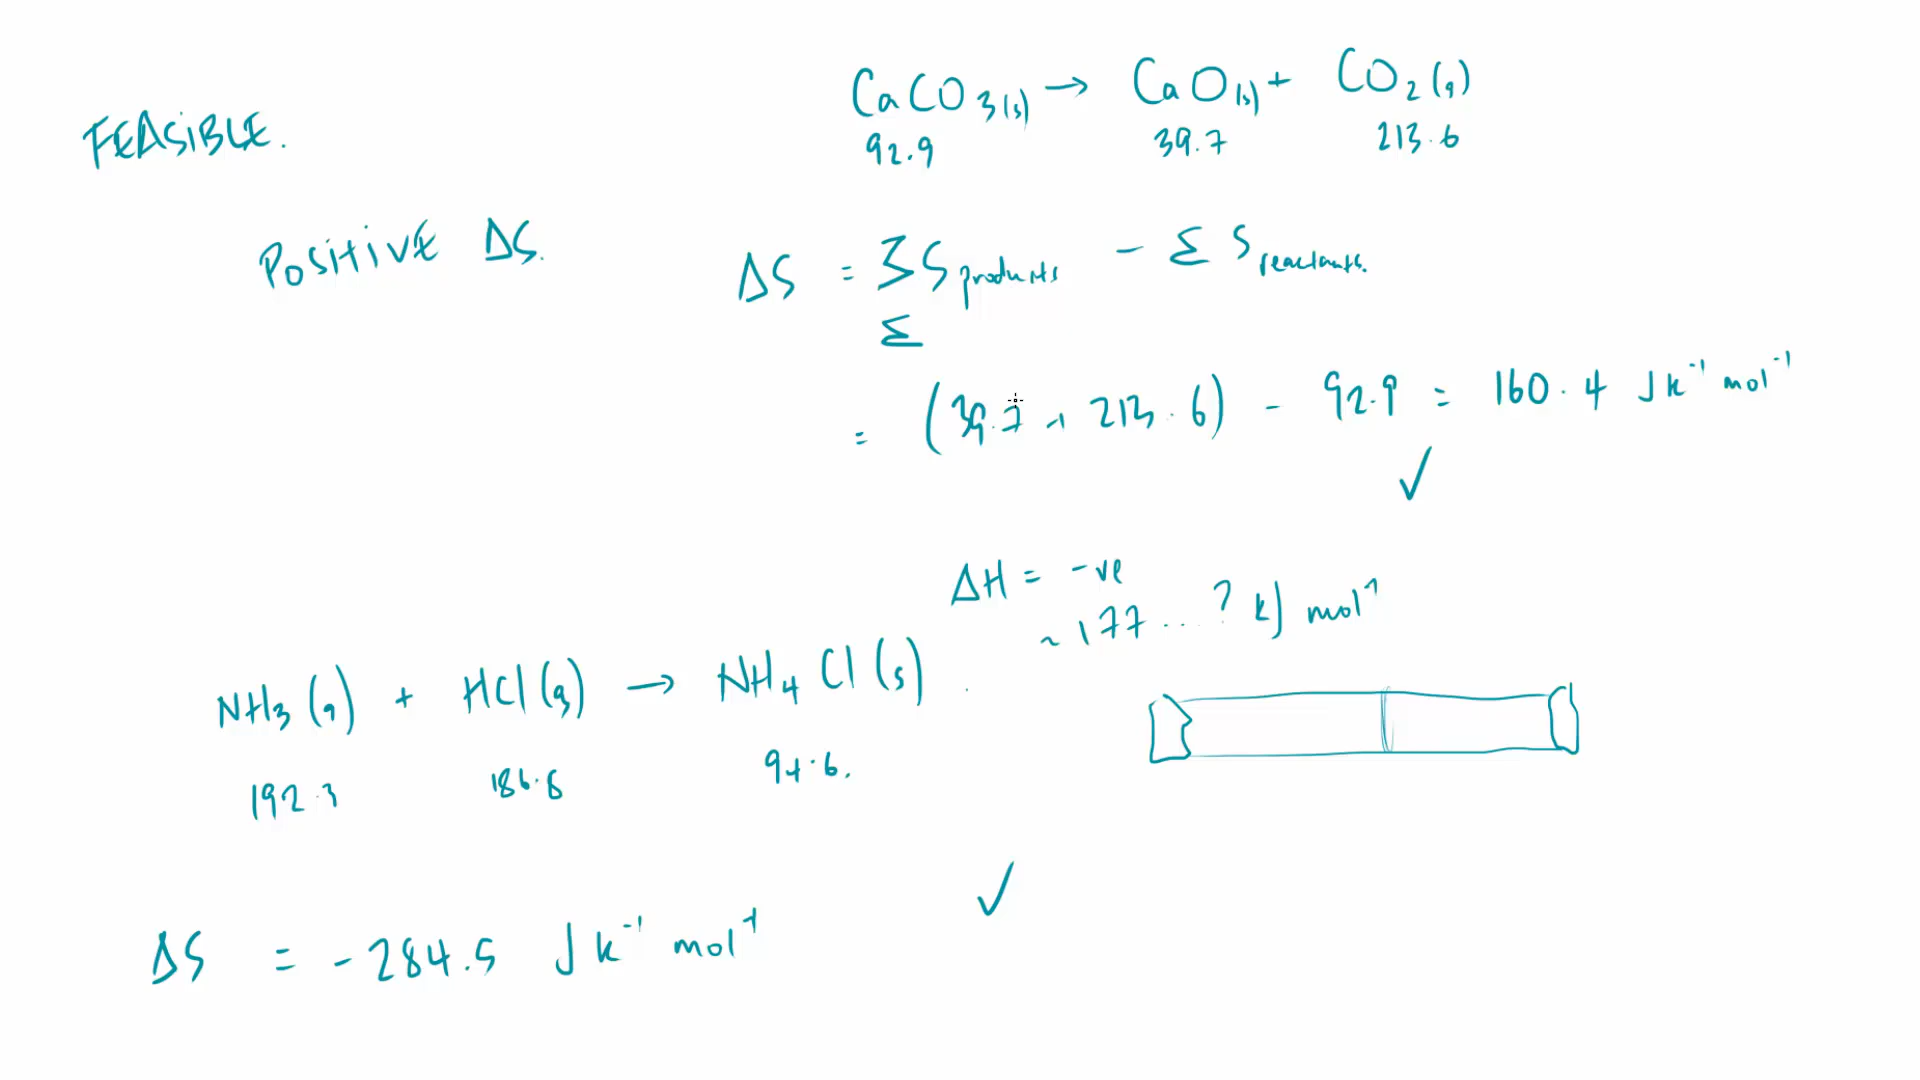 CaCO3(s) → CaO(s) + CO2(g)
92.9 39.7 213.6
FEASIBLE.
POSITIVE ΔS.
ΔS = ΣS products - ΣS reactants.
Σ
= (39.7 + 213.6) - 92.9 = 160.4 Jk⁻¹ mol⁻¹
✓
ΔH = -ve
~177...? kJ mol⁻¹
NH3(g) + HCl(g) → NH4Cl(s).
192.3 186.8 94.6.
✓
ΔS = -284.5 Jk⁻¹ mol⁻¹